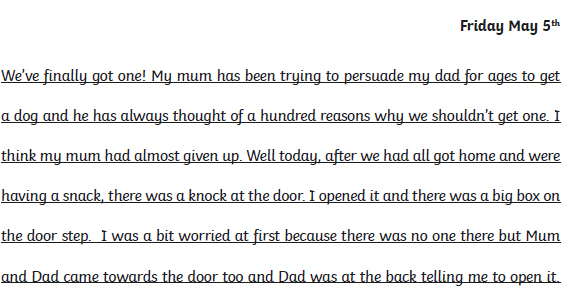 Friday May 5th
We've finally got one! My mum has been trying to persuade my dad for ages to get
a dog and he has always thought of a hundred reasons why we shouldn't get one. I
think my mum had almost given up. Well today, after we had all got home and were
having a snack, there was a knock at the door. I opened it and there was a big box on
the door step.  I was a bit worried at first because there was no one there but Mum
and Dad came towards the door too and Dad was at the back telling me to open it.